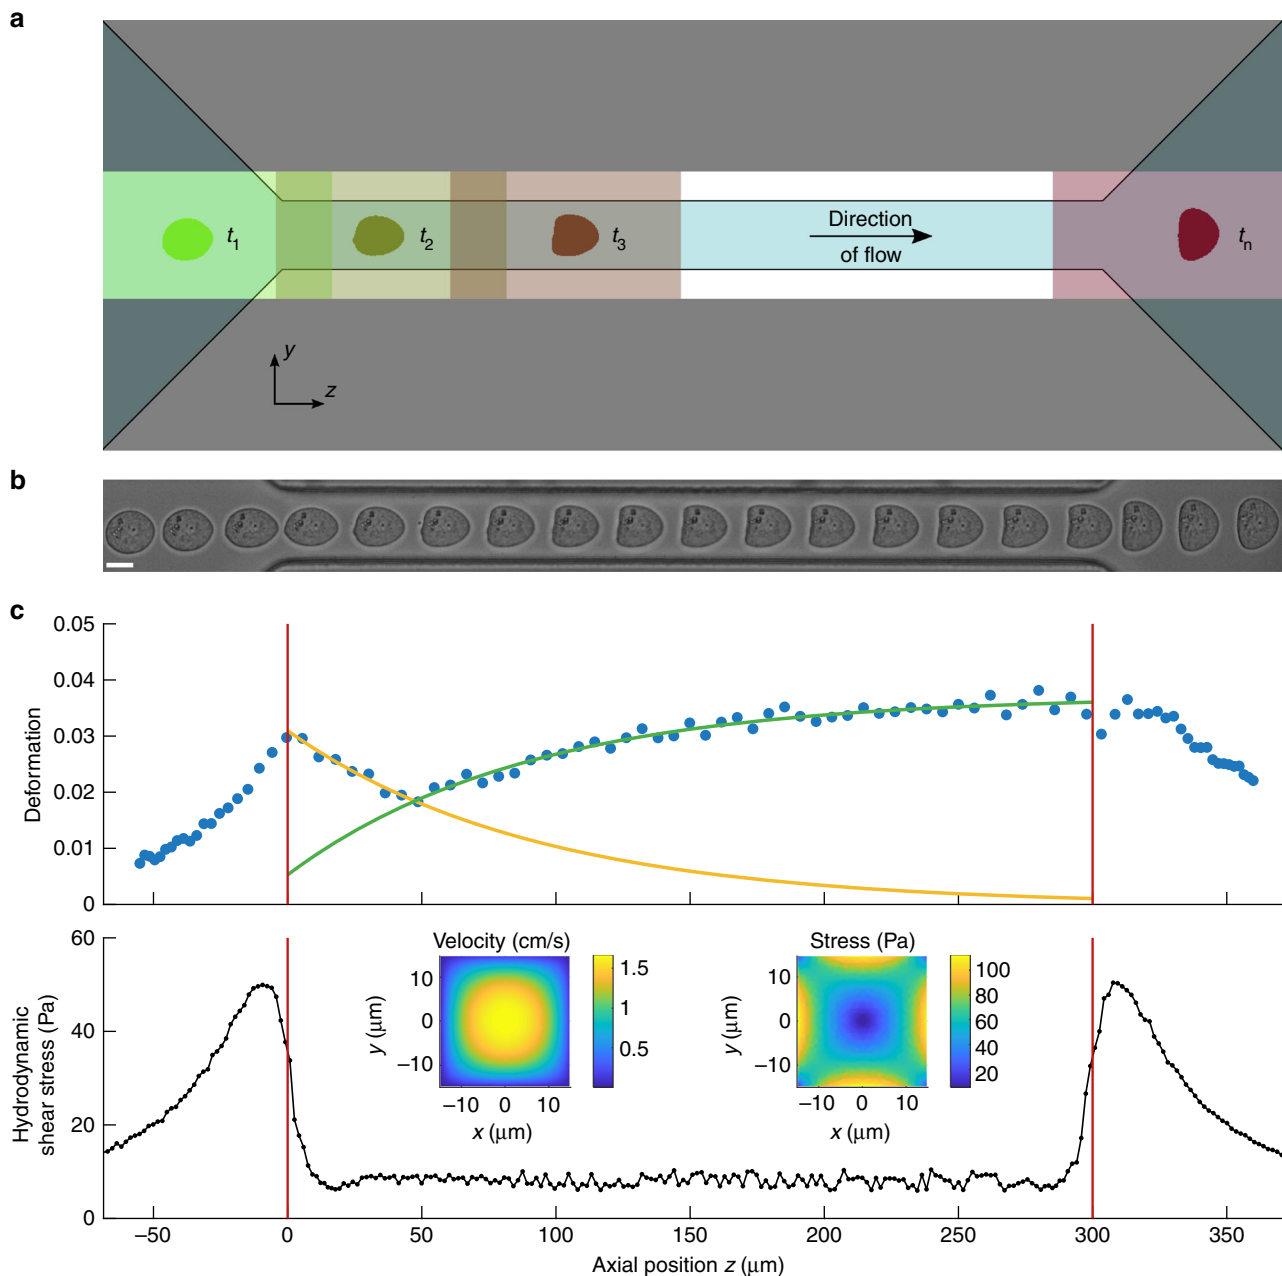 a
t1
t2
t3
Direction
of flow
tn
y
z
b
c
0.05
0.04
0.03
0.02
0.01
0
Deformation
60
40
20
0
Hydrodynamic
shear stress (Pa)
Velocity (cm/s)
10
0
−10
y (μm)
−10 0 10
x (μm)
1.5
1
0.5
Stress (Pa)
10
0
−10
y (μm)
−10 0 10
x (μm)
100
80
60
40
20
−50 0 50 100 150 200 250 300 350
Axial position z (μm)